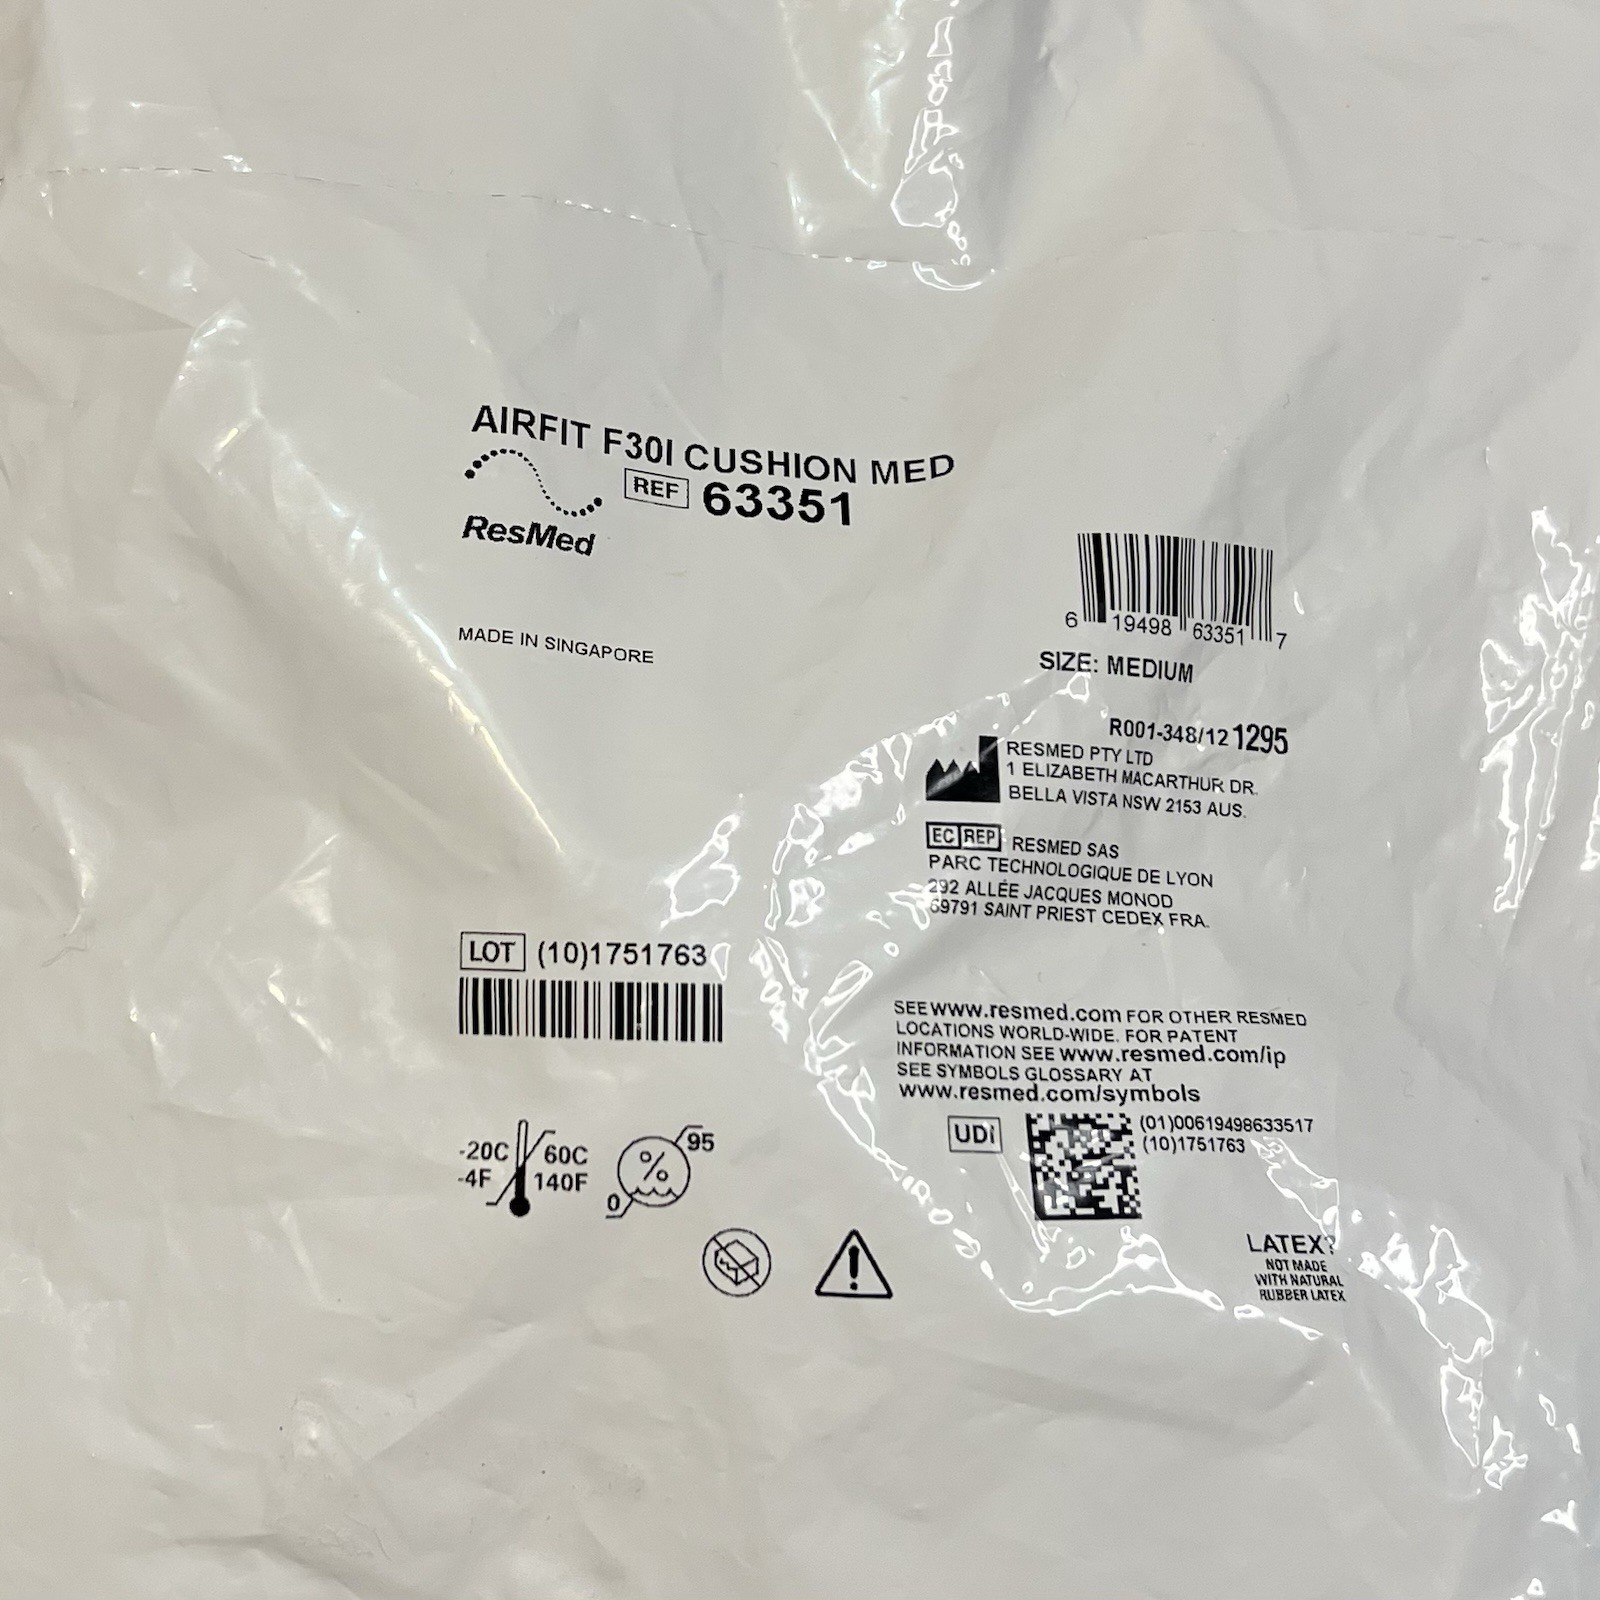 AIRFIT F30I CUSHION MED
REF 63351
ResMed
MADE IN SINGAPORE
6 19498 63351 7
SIZE: MEDIUM
R001-348/12 1295
RESMED PTY LTD
1 ELIZABETH MACARTHUR DR.
BELLA VISTA NSW 2153 AUS.
EC REP RESMED SAS
PARC TECHNOLOGIQUE DE LYON
292 ALLÉE JACQUES MONOD
69791 SAINT PRIEST CEDEX FRA.
LOT (10)1751763
SEE www.resmed.com FOR OTHER RESMED
LOCATIONS WORLD-WIDE. FOR PATENT
INFORMATION SEE www.resmed.com/ip
SEE SYMBOLS GLOSSARY AT
www.resmed.com/symbols
UDI (01)00619498633517
(10)1751763
-20C 60C
-4F 140F
95
%
0
!
LATEX?
NOT MADE
WITH NATURAL
RUBBER LATEX